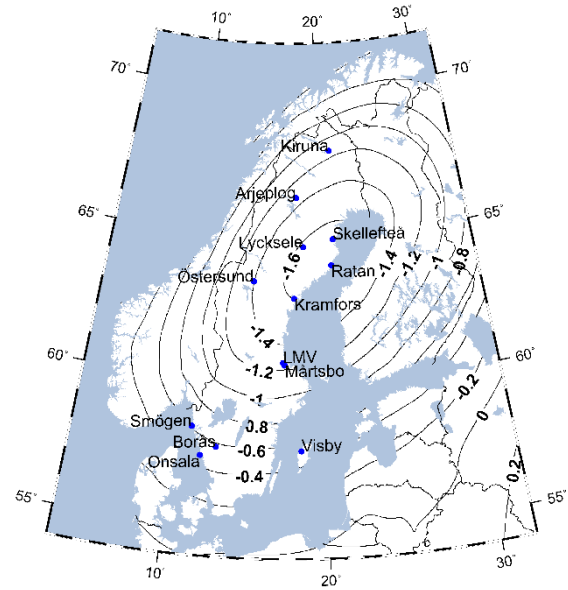 10˚
20˚
30˚
70˚
70˚
Kiruna
Arjeplog
65˚
65˚
Skellefteå
Lycksele
-1.6
-1.4
-1.2
-1
-0.8
Östersund
Ratan
Kramfors
-1.4
60˚
LMV
60˚
-1.2
Mårtsbo
-1
-0.2
0
Smögen
0.8
Borås
-0.6
Visby
Onsala
-0.4
0.2
55˚
55˚
10˚
20˚
30˚